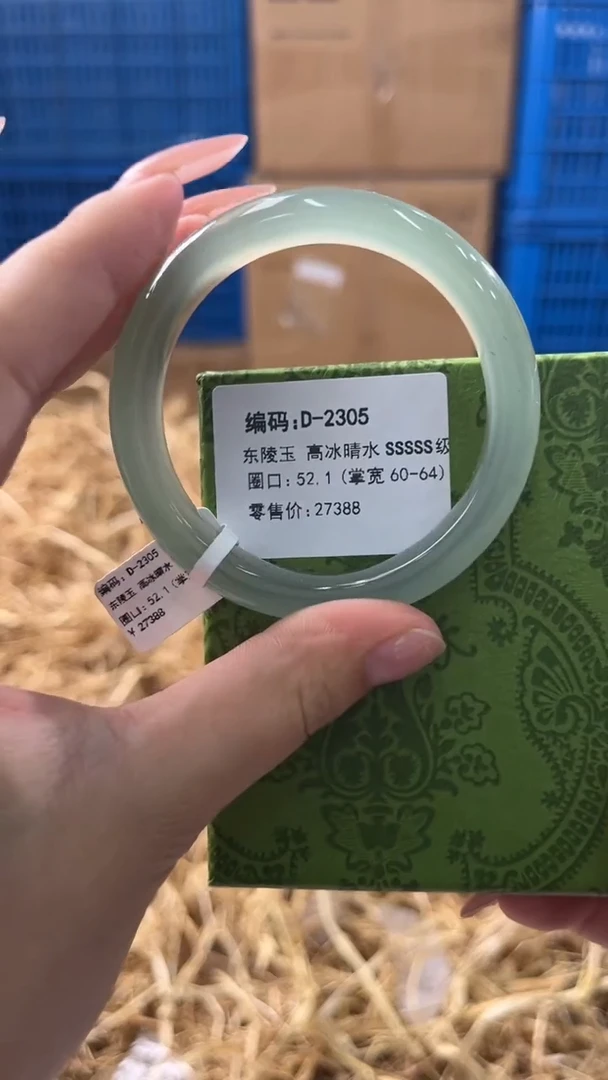 编码:D-2305
东陵玉 高冰晴水 SSSSS级
圈口: 52.1 (掌宽 60-64)
零售价:27388
编码: D-2305
东陵玉 高冰晴水
圈口: 52.1 (掌
¥ 27388